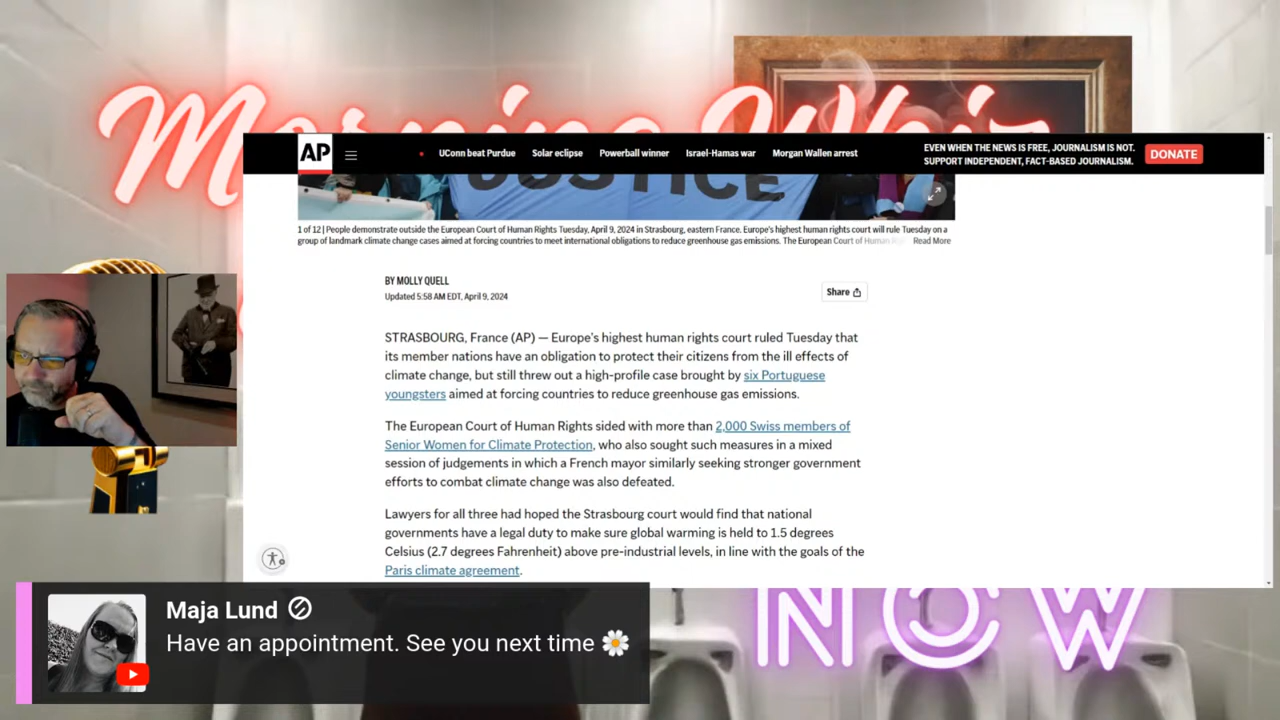 Morning Whiz
AP
UConn beat Purdue
Solar eclipse
Powerball winner
Israel-Hamas war
Morgan Wallen arrest
EVEN WHEN THE NEWS IS FREE, JOURNALISM IS NOT.
SUPPORT INDEPENDENT, FACT-BASED JOURNALISM.
DONATE
JUSTICE
1 of 12 | People demonstrate outside the European Court of Human Rights Tuesday, April 9, 2024 in Strasbourg, eastern France. Europe's highest human rights court will rule Tuesday on a
group of landmark climate change cases aimed at forcing countries to meet international obligations to reduce greenhouse gas emissions. The European Court of Human Read More
BY MOLLY QUELL
Updated 5:58 AM EDT, April 9, 2024
Share
STRASBOURG, France (AP) — Europe's highest human rights court ruled Tuesday that
its member nations have an obligation to protect their citizens from the ill effects of
climate change, but still threw out a high-profile case brought by six Portuguese
youngsters aimed at forcing countries to reduce greenhouse gas emissions.
The European Court of Human Rights sided with more than 2,000 Swiss members of
Senior Women for Climate Protection, who also sought such measures in a mixed
session of judgements in which a French mayor similarly seeking stronger government
efforts to combat climate change was also defeated.
Lawyers for all three had hoped the Strasbourg court would find that national
governments have a legal duty to make sure global warming is held to 1.5 degrees
Celsius (2.7 degrees Fahrenheit) above pre-industrial levels, in line with the goals of the
Paris climate agreement.
Maja Lund
Have an appointment. See you next time 🌼
NOW